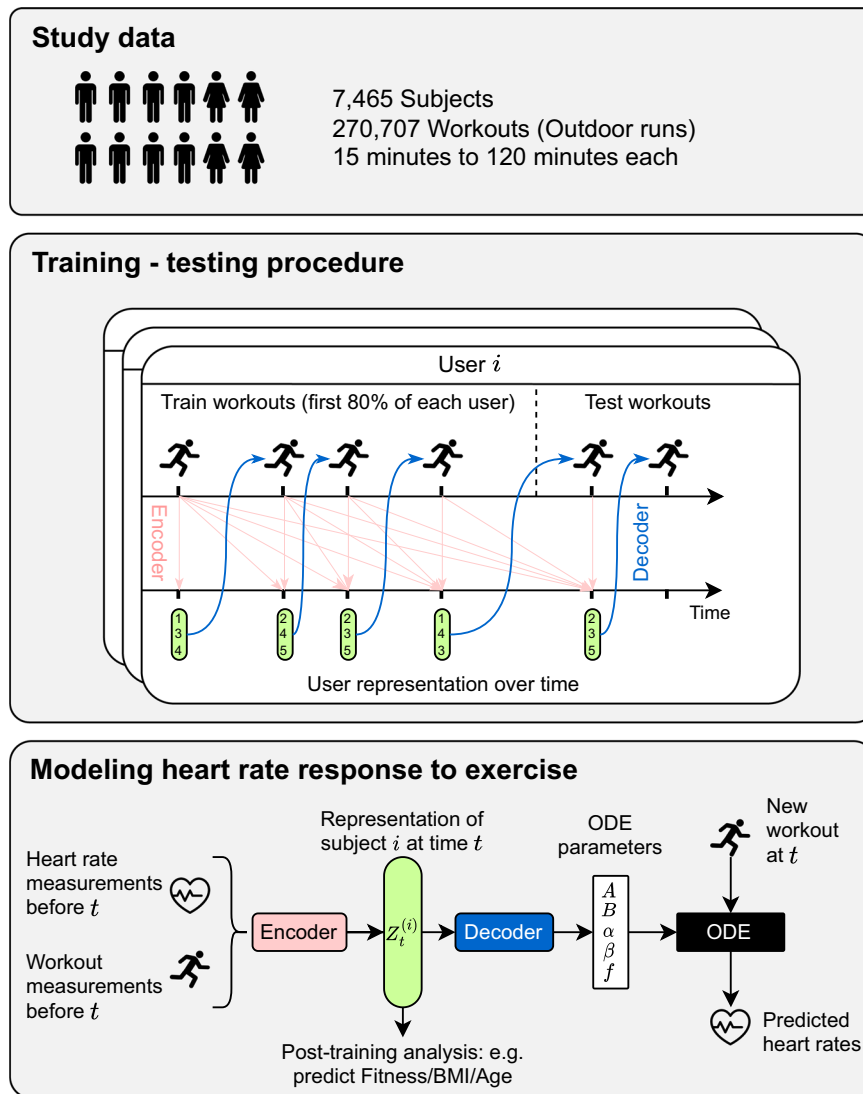 Study data
7,465 Subjects
270,707 Workouts (Outdoor runs)
15 minutes to 120 minutes each
Training - testing procedure
User i
Train workouts (first 80% of each user)
Test workouts
Encoder
Decoder
Time
1
3
4
2
4
5
2
3
5
1
4
3
2
3
5
User representation over time
Modeling heart rate response to exercise
Heart rate
measurements
before t
Workout
measurements
before t
Encoder
Representation of
subject i at time t
Z_t^{(i)}
Post-training analysis: e.g.
predict Fitness/BMI/Age
Decoder
ODE
parameters
A
B
α
β
f
New
workout
at t
ODE
Predicted
heart rates